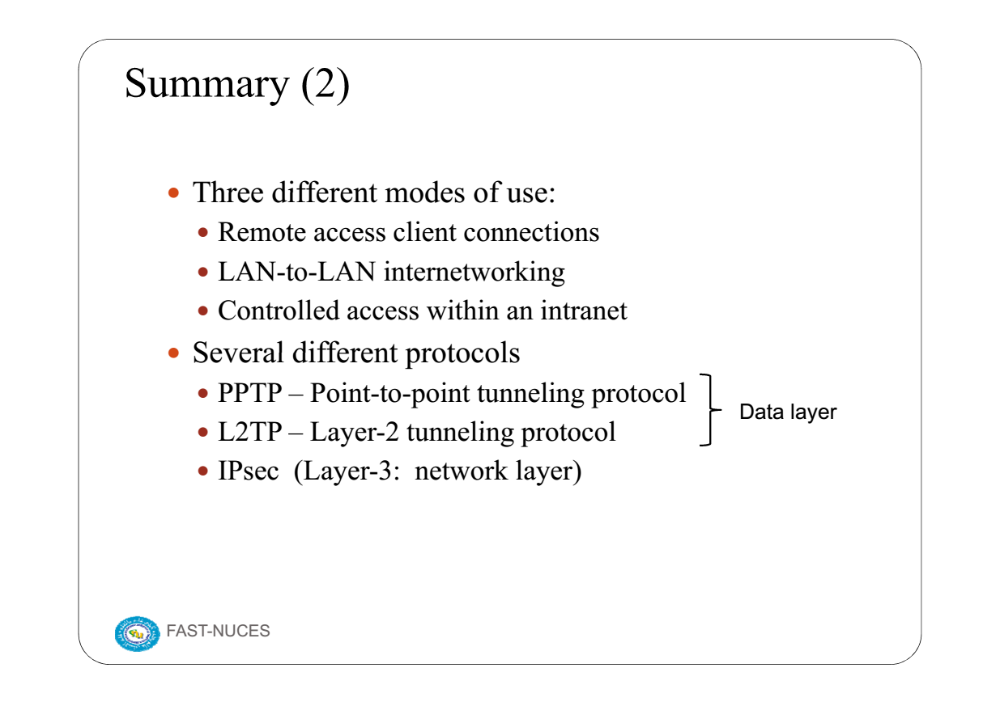 Summary (2)
• Three different modes of use:
• Remote access client connections
• LAN-to-LAN internetworking
• Controlled access within an intranet
• Several different protocols
• PPTP – Point-to-point tunneling protocol
• L2TP – Layer-2 tunneling protocol
Data layer
• IPsec (Layer-3: network layer)
FAST-NUCES